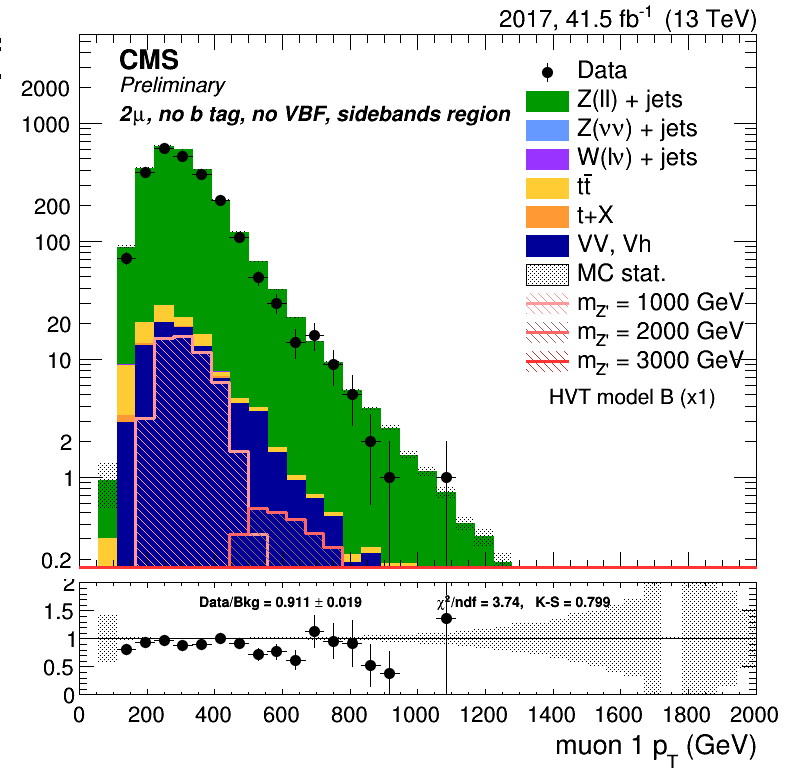 2017, 41.5 fb⁻¹ (13 TeV)
CMS
Preliminary
2μ, no b tag, no VBF, sidebands region
Data
Z(ll) + jets
Z(νν) + jets
W(lν) + jets
tt̄
t+X
VV, Vh
MC stat.
m_Z' = 1000 GeV
m_Z' = 2000 GeV
m_Z' = 3000 GeV
HVT model B (x1)
2000
1000
200
100
20
10
2
1
0.2
Data/Bkg = 0.911 ± 0.019
χ²/ndf = 3.74, K-S = 0.799
2
1.5
1
0.5
0
0 200 400 600 800 1000 1200 1400 1600 1800 2000
muon 1 p_T (GeV)